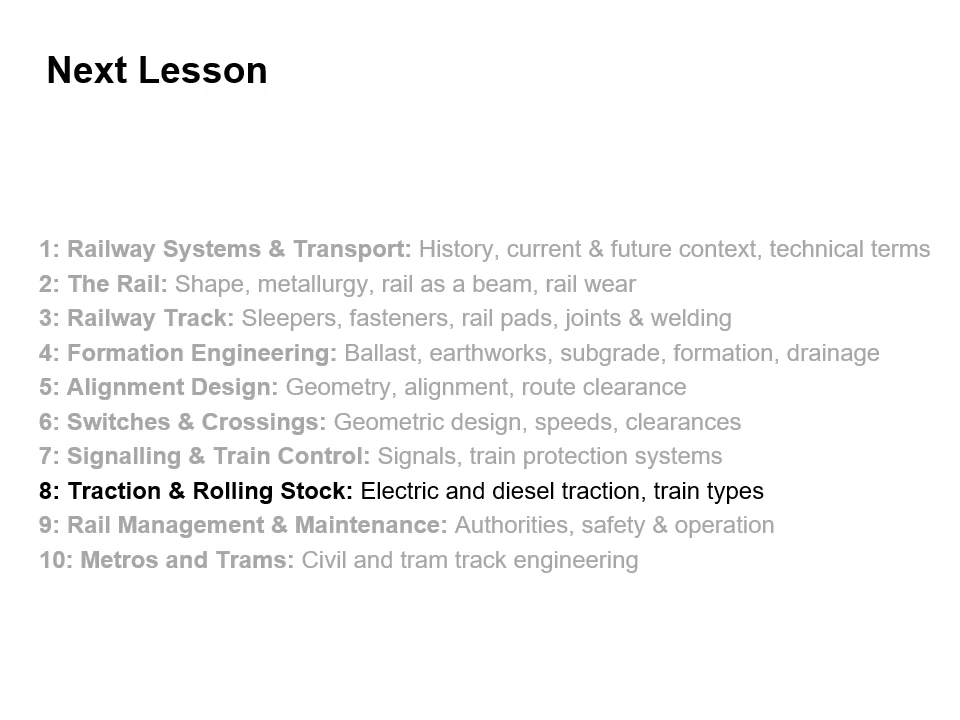 Next Lesson
1: Railway Systems & Transport: History, current & future context, technical terms
2: The Rail: Shape, metallurgy, rail as a beam, rail wear
3: Railway Track: Sleepers, fasteners, rail pads, joints & welding
4: Formation Engineering: Ballast, earthworks, subgrade, formation, drainage
5: Alignment Design: Geometry, alignment, route clearance
6: Switches & Crossings: Geometric design, speeds, clearances
7: Signalling & Train Control: Signals, train protection systems
8: Traction & Rolling Stock: Electric and diesel traction, train types
9: Rail Management & Maintenance: Authorities, safety & operation
10: Metros and Trams: Civil and tram track engineering